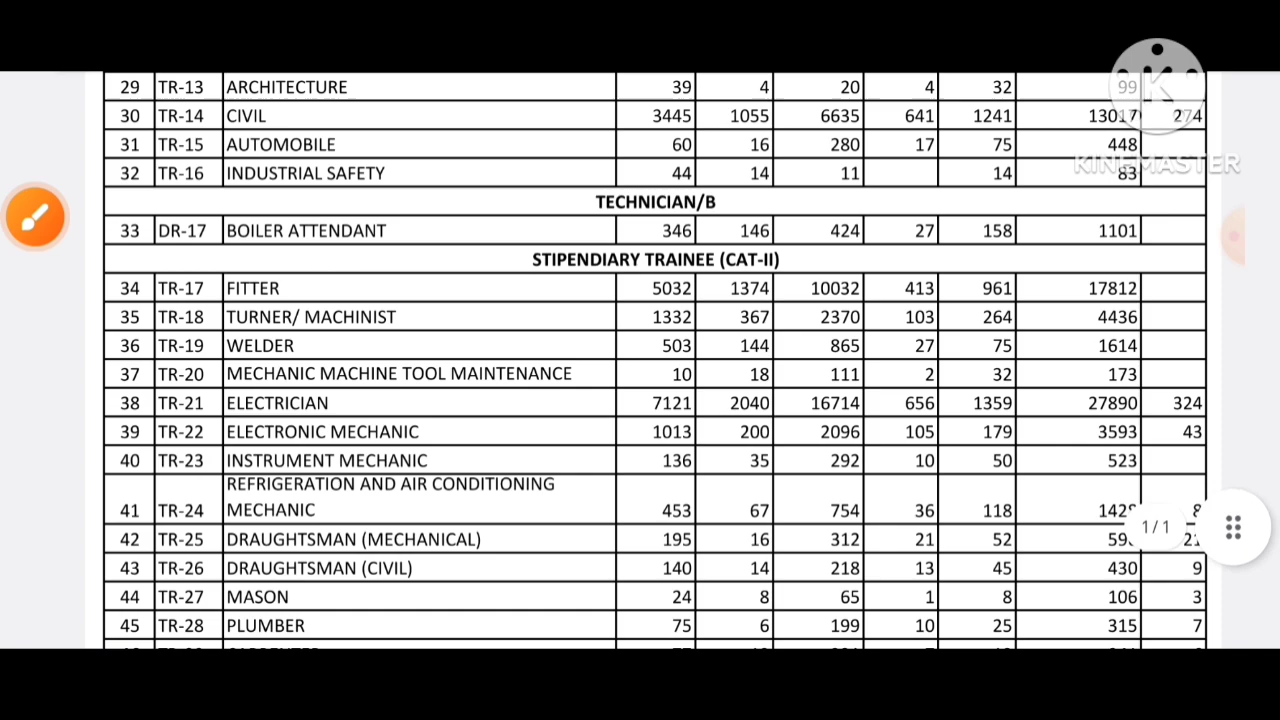 29 TR-13 ARCHITECTURE 39 4 20 4 32 99
30 TR-14 CIVIL 3445 1055 6635 641 1241 13017 274
31 TR-15 AUTOMOBILE 60 16 280 17 75 448
32 TR-16 INDUSTRIAL SAFETY 44 14 11 14 83
KINEMASTER
TECHNICIAN/B
33 DR-17 BOILER ATTENDANT 346 146 424 27 158 1101
STIPENDIARY TRAINEE (CAT-II)
34 TR-17 FITTER 5032 1374 10032 413 961 17812
35 TR-18 TURNER/ MACHINIST 1332 367 2370 103 264 4436
36 TR-19 WELDER 503 144 865 27 75 1614
37 TR-20 MECHANIC MACHINE TOOL MAINTENANCE 10 18 111 2 32 173
38 TR-21 ELECTRICIAN 7121 2040 16714 656 1359 27890 324
39 TR-22 ELECTRONIC MECHANIC 1013 200 2096 105 179 3593 43
40 TR-23 INSTRUMENT MECHANIC 136 35 292 10 50 523
REFRIGERATION AND AIR CONDITIONING
41 TR-24 MECHANIC 453 67 754 36 118
1/1
42 TR-25 DRAUGHTSMAN (MECHANICAL) 195 16 312 21 52
43 TR-26 DRAUGHTSMAN (CIVIL) 140 14 218 13 45 430 9
44 TR-27 MASON 24 8 65 1 8 106 3
45 TR-28 PLUMBER 75 6 199 10 25 315 7